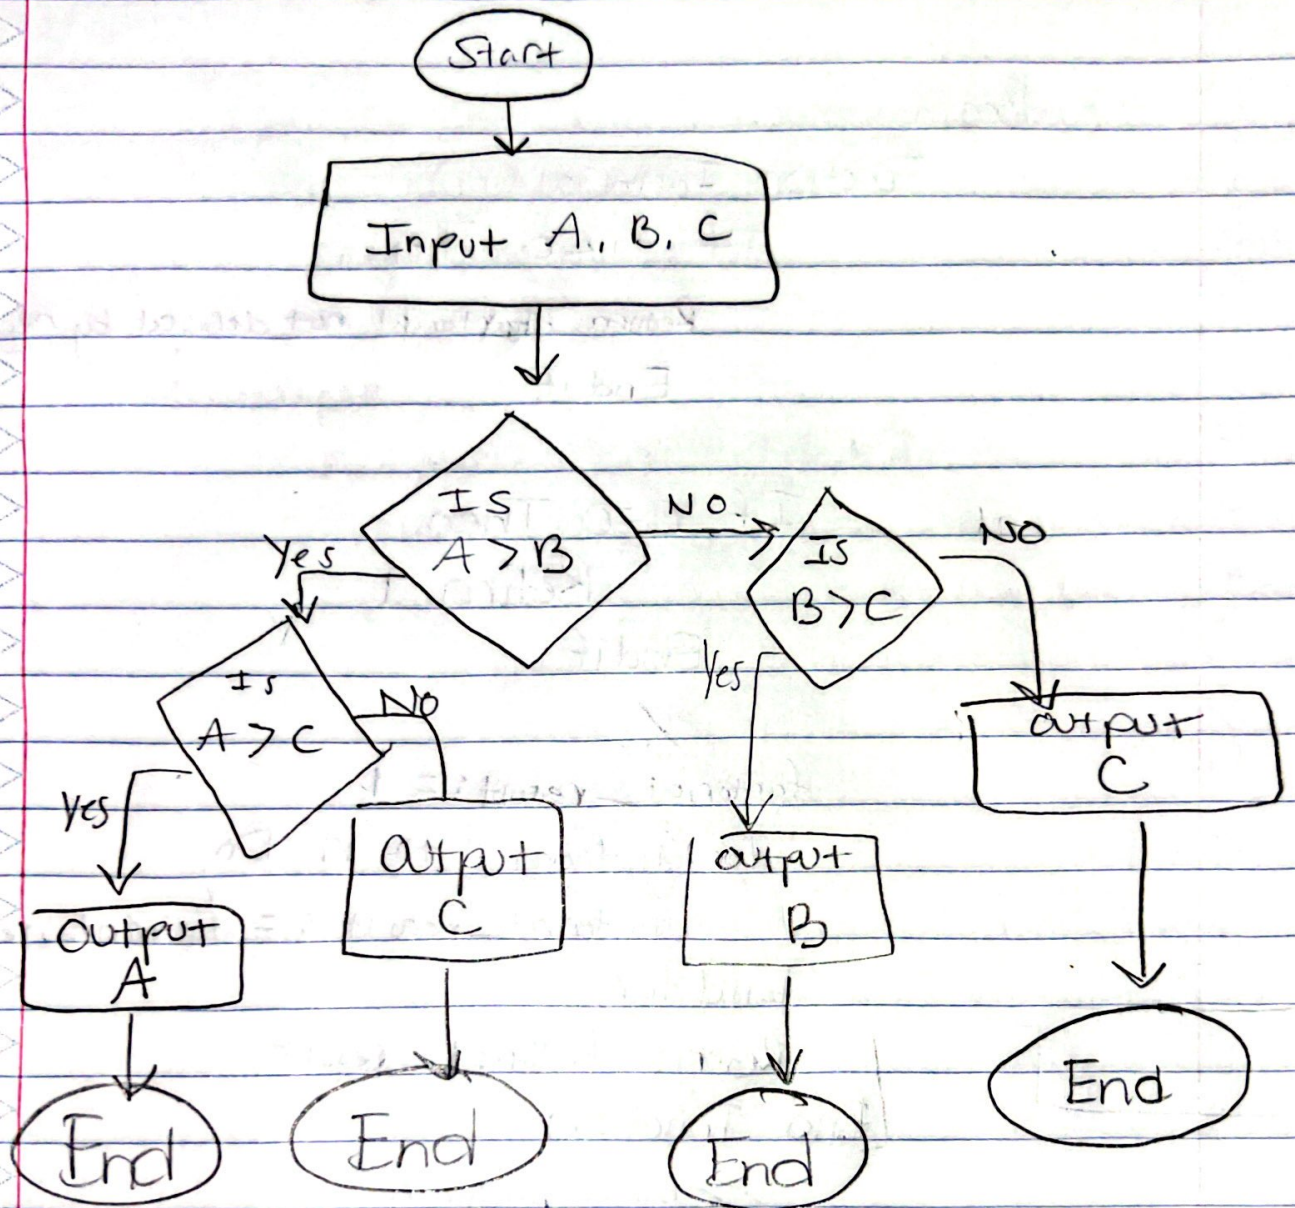 Start
Input A, B, C
Is
A > B
Yes
NO
Is
B > C
NO
Yes
Is
A > C
NO
Yes
Output
C
Output
C
Output
B
Output
A
End
End
End
End